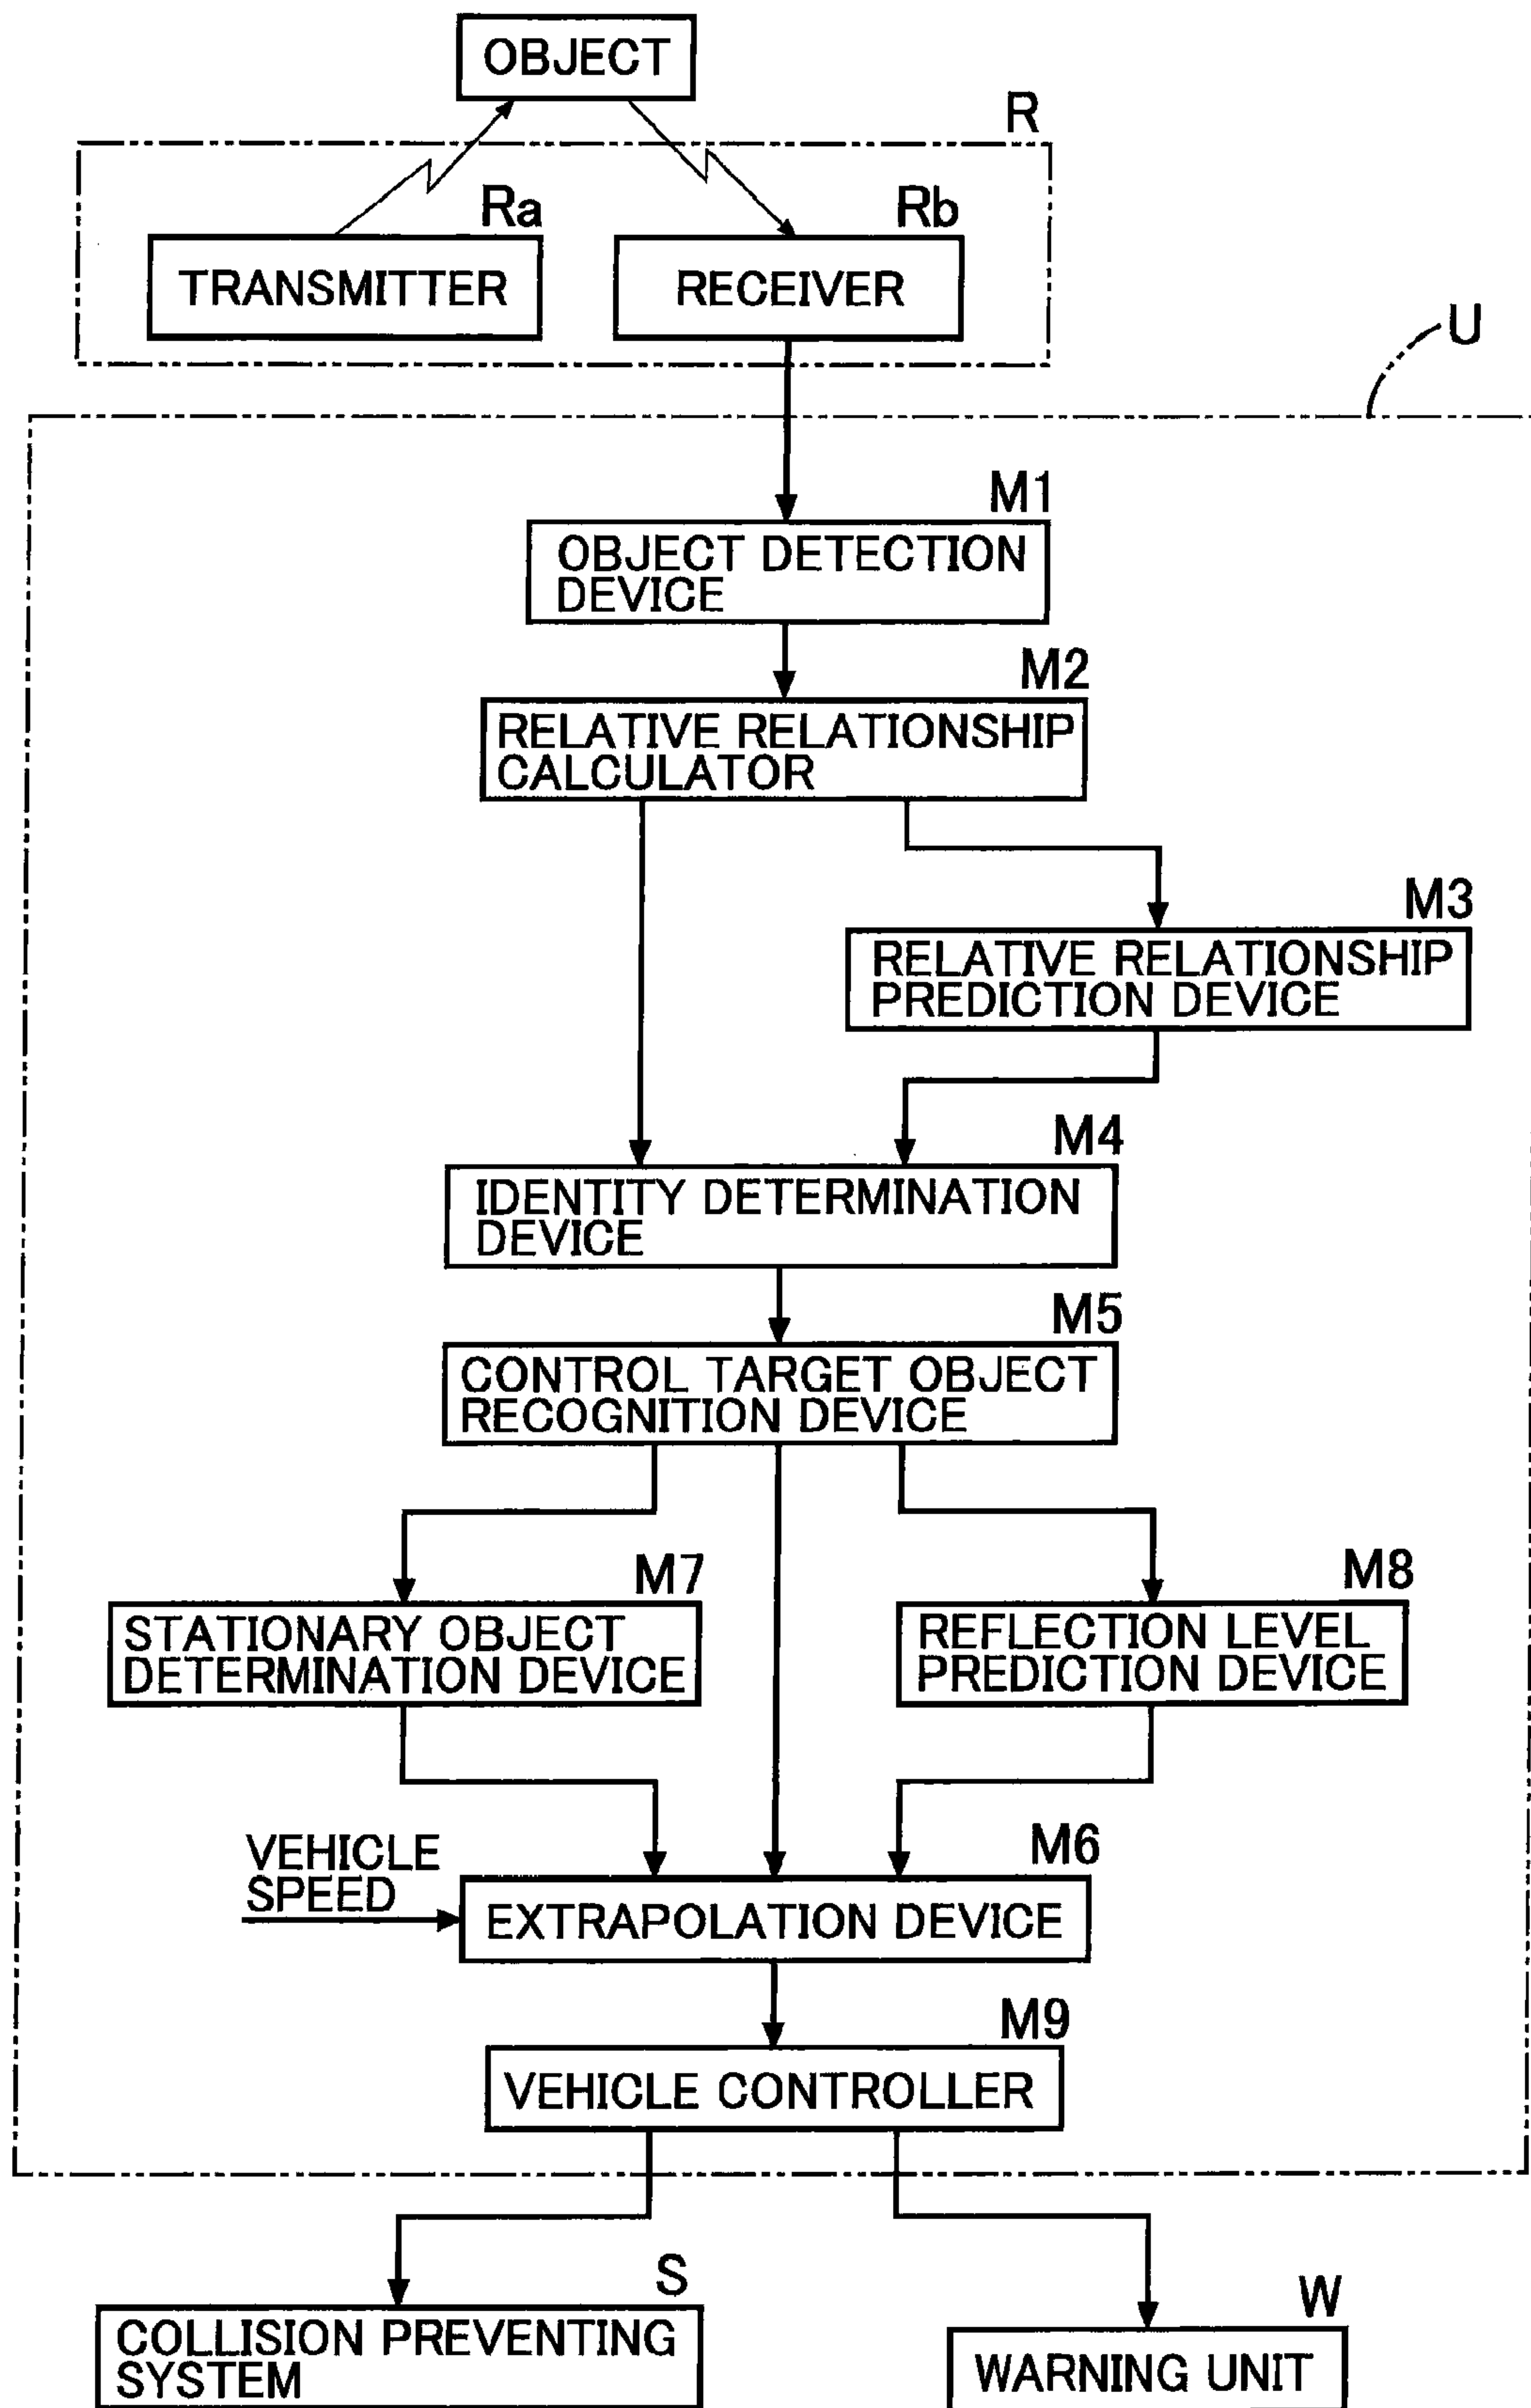 OBJECT
R
Ra
Rb
TRANSMITTER
RECEIVER
U
M1
OBJECT DETECTION
DEVICE
M2
RELATIVE RELATIONSHIP
CALCULATOR
M3
RELATIVE RELATIONSHIP
PREDICTION DEVICE
M4
IDENTITY DETERMINATION
DEVICE
M5
CONTROL TARGET OBJECT
RECOGNITION DEVICE
M7
STATIONARY OBJECT
DETERMINATION DEVICE
M8
REFLECTION LEVEL
PREDICTION DEVICE
VEHICLE
SPEED
M6
EXTRAPOLATION DEVICE
M9
VEHICLE CONTROLLER
S
COLLISION PREVENTING
SYSTEM
W
WARNING UNIT